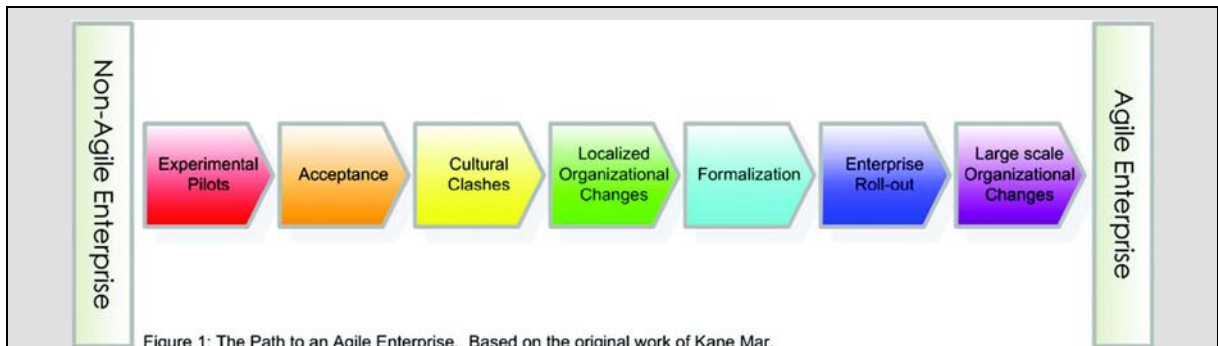 Non-Agile Enterprise
Experimental
Pilots
Acceptance
Cultural
Clashes
Localized
Organizational
Changes
Formalization
Enterprise
Roll-out
Large scale
Organizational
Changes
Agile Enterprise
Figure 1: The Path to an Agile Enterprise. Based on the original work of Kane Mar.